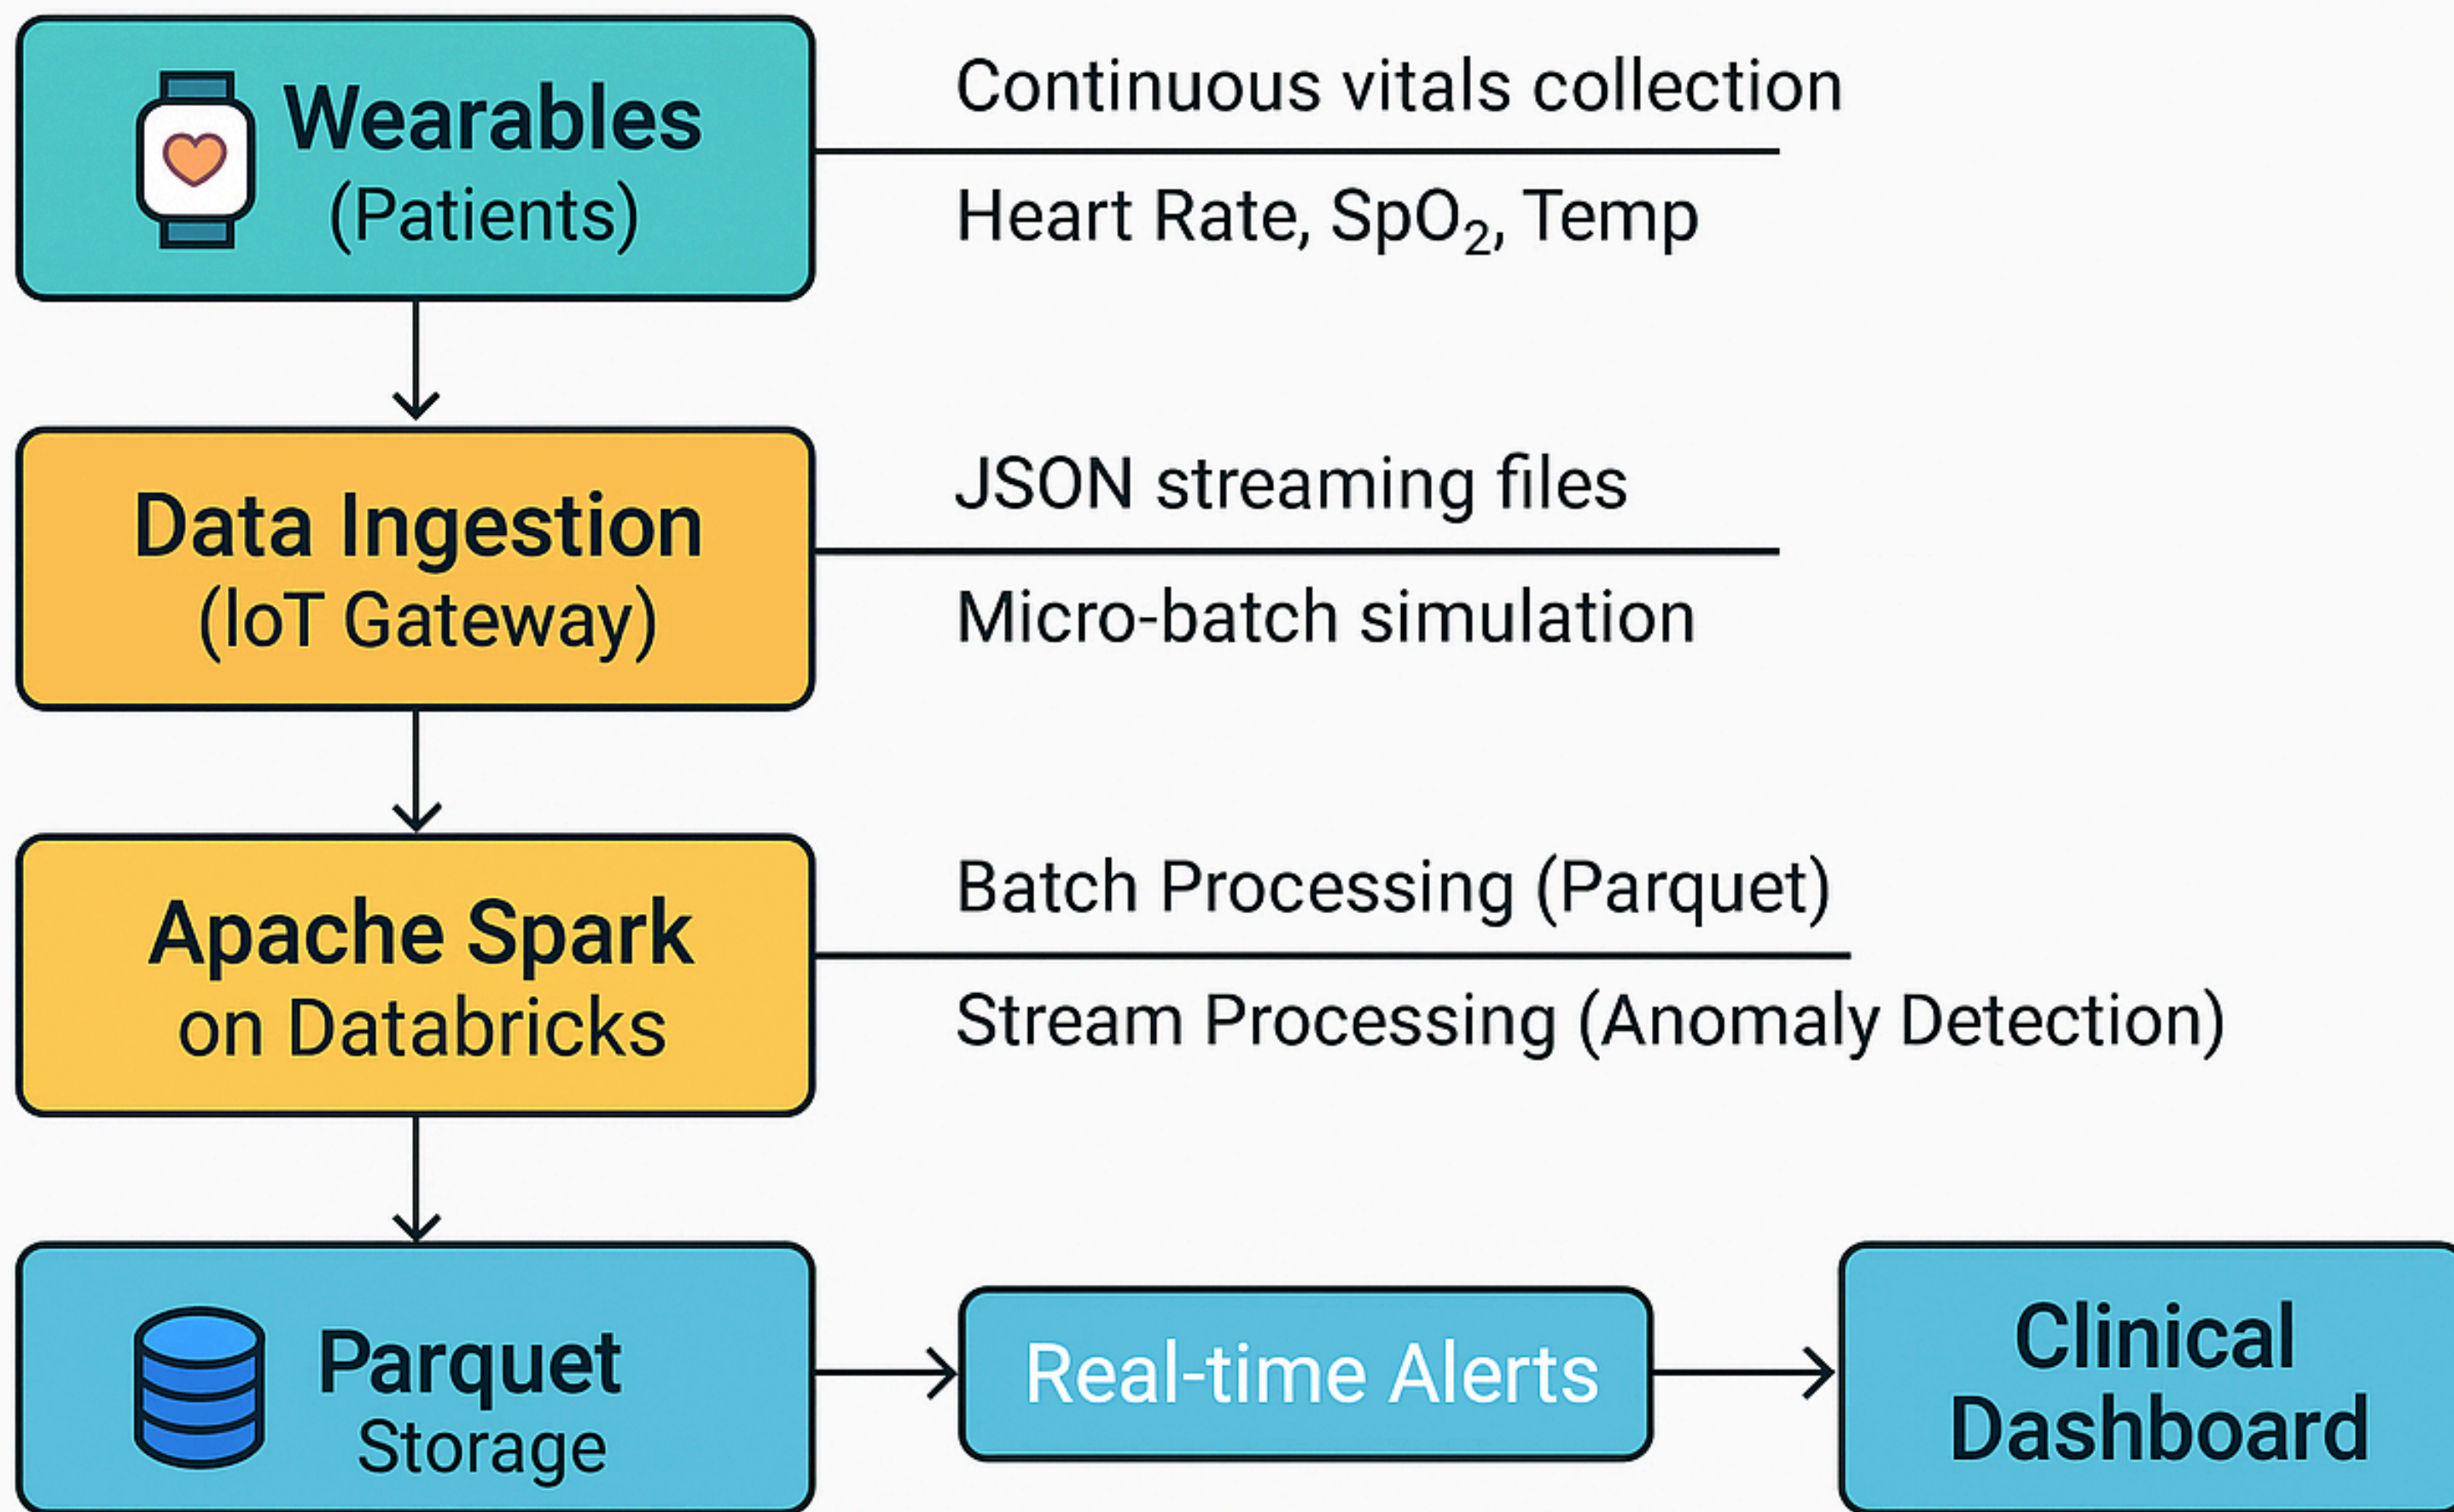 Wearables
(Patients)
Continuous vitals collection
Heart Rate, SpO₂, Temp
Data Ingestion
(IoT Gateway)
JSON streaming files
Micro-batch simulation
Apache Spark
on Databricks
Batch Processing (Parquet)
Stream Processing (Anomaly Detection)
Parquet
Storage
Real-time Alerts
Clinical
Dashboard